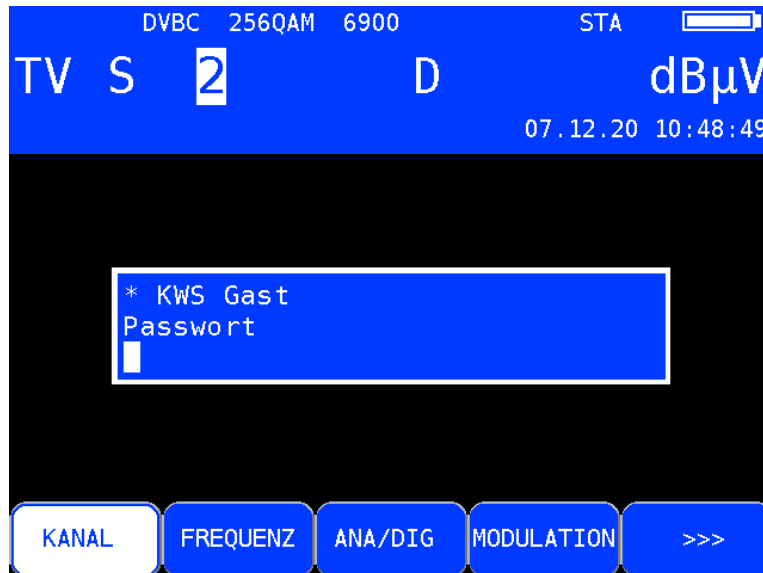 DVBC 256QAM 6900 STA
TV S 2 D dBµV
07.12.20 10:48:49
* KWS Gast
Passwort
KANAL FREQUENZ ANA/DIG MODULATION >>>